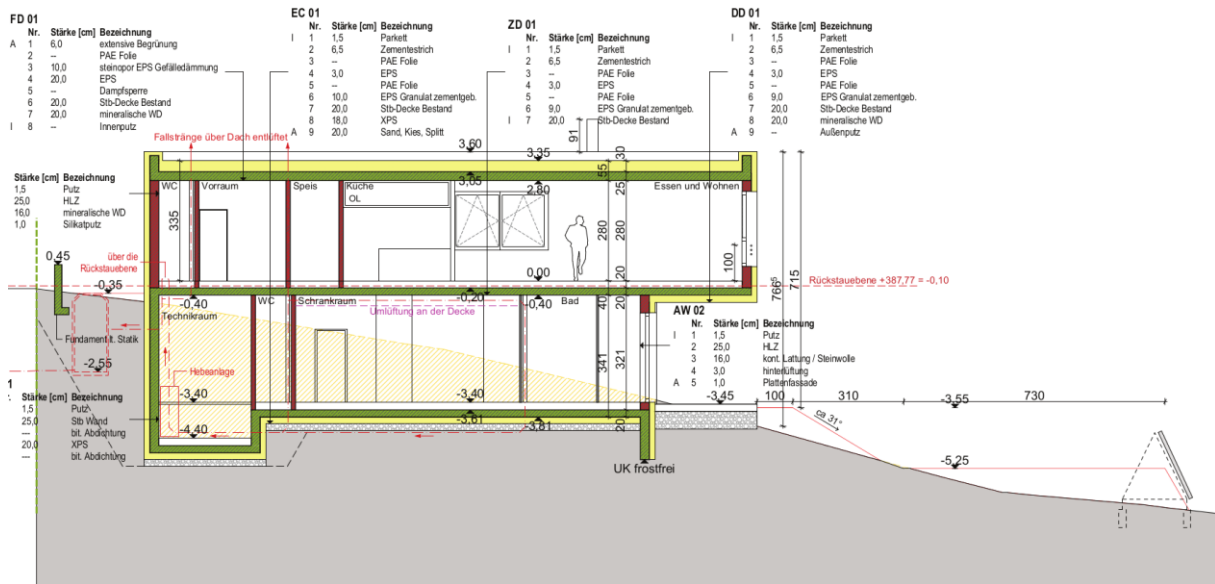 FD 01
Nr. Stärke [cm] Bezeichnung
A 1 6,0 extensive Begrünung
2 -- PAE Folie
3 10,0 steinopor EPS Gefälledämmung
4 20,0 EPS
5 -- Dampfsperre
6 20,0 Stb-Decke Bestand
7 20,0 mineralische WD
I 8 -- Innenputz
EC 01
Nr. Stärke [cm] Bezeichnung
I 1 1,5 Parkett
2 6,5 Zementestrich
3 -- PAE Folie
4 3,0 EPS
5 -- PAE Folie
6 10,0 EPS Granulat zementgeb.
7 20,0 Stb-Decke Bestand
8 18,0 XPS
A 9 20,0 Sand, Kies, Splitt
ZD 01
Nr. Stärke [cm] Bezeichnung
I 1 1,5 Parkett
2 6,5 Zementestrich
3 -- PAE Folie
4 3,0 EPS
5 -- PAE Folie
6 9,0 EPS Granulat zementgeb.
I 7 20,0 Stb-Decke Bestand
DD 01
Nr. Stärke [cm] Bezeichnung
I 1 1,5 Parkett
2 6,5 Zementestrich
3 -- PAE Folie
4 3,0 EPS
5 -- PAE Folie
6 9,0 EPS Granulat zementgeb.
7 20,0 Stb-Decke Bestand
8 20,0 mineralische WD
A 9 -- Außenputz
Fallstränge über Dach entlüftet
91
3,60
3,35
30
55
3,05
2,80
25
Stärke [cm] Bezeichnung
1,5 Putz
25,0 HLZ
16,0 mineralische WD
1,0 Silikatputz
WC
Vorraum
Speis
Küche
OL
Essen und Wohnen
335
280
280
100
0,45
über die
Rückstauebene
0,00
20
-0,35
Rückstauebene +387,77 = -0,10
766⁵
715
-0,40
-0,20
-0,40
40
20
WC
Schrankraum
Bad
Technikraum
Umlüftung an der Decke
Fundament lt. Statik
-2,55
Hebeanlage
341
321
AW 02
Nr. Stärke [cm] Bezeichnung
I 1 1,5 Putz
2 25,0 HLZ
3 16,0 kont. Lattung / Steinwolle
4 3,0 hinterlüftung
A 5 1,0 Plattenfassade
1
Stärke [cm] Bezeichnung
1,5 Putz
25,0 Stb Wand
--- bit. Abdichtung
20,0 XPS
--- bit. Abdichtung
-3,40
-3,40
-3,45
100
310
-3,55
730
-4,40
-3,61
-3,81
20
ca 31°
UK frostfrei
-5,25